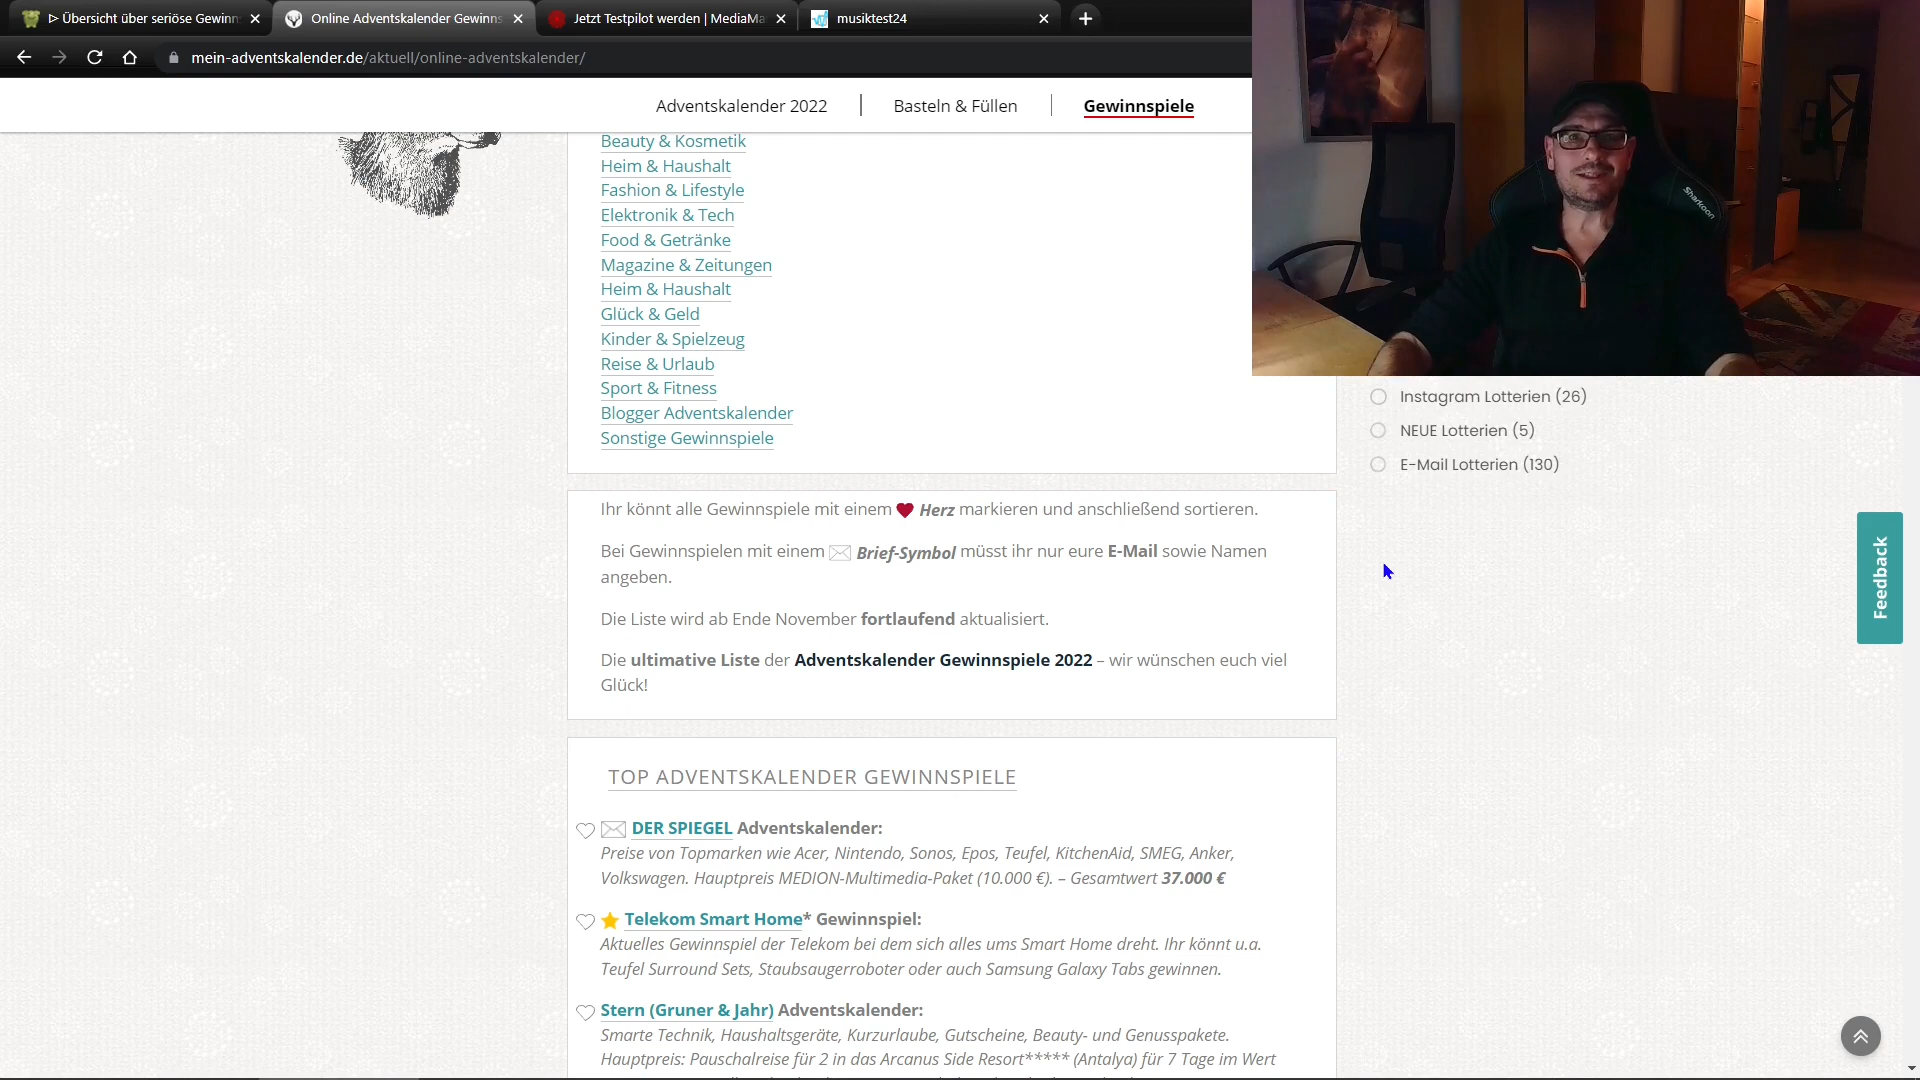 ᐅ Übersicht über seriöse Gewinn
Online Adventskalender Gewinns
Jetzt Testpilot werden | MediaMa
musiktest24
mein-adventskalender.de/aktuell/online-adventskalender/
Adventskalender 2022
Basteln & Füllen
Gewinnspiele
Beauty & Kosmetik
Heim & Haushalt
Fashion & Lifestyle
Elektronik & Tech
Food & Getränke
Magazine & Zeitungen
Heim & Haushalt
Glück & Geld
Kinder & Spielzeug
Reise & Urlaub
Sport & Fitness
Blogger Adventskalender
Sonstige Gewinnspiele
Sharkoon
Instagram Lotterien (26)
NEUE Lotterien (5)
E-Mail Lotterien (130)
Ihr könnt alle Gewinnspiele mit einem Herz markieren und anschließend sortieren.
Bei Gewinnspielen mit einem Brief-Symbol müsst ihr nur eure E-Mail sowie Namen
angeben.
Die Liste wird ab Ende November fortlaufend aktualisiert.
Die ultimative Liste der Adventskalender Gewinnspiele 2022 – wir wünschen euch viel
Glück!
Feedback
TOP ADVENTSKALENDER GEWINNSPIELE
DER SPIEGEL Adventskalender:
Preise von Topmarken wie Acer, Nintendo, Sonos, Epos, Teufel, KitchenAid, SMEG, Anker,
Volkswagen. Hauptpreis MEDION-Multimedia-Paket (10.000 €). – Gesamtwert 37.000 €
Telekom Smart Home* Gewinnspiel:
Aktuelles Gewinnspiel der Telekom bei dem sich alles ums Smart Home dreht. Ihr könnt u.a.
Teufel Surround Sets, Staubsaugerroboter oder auch Samsung Galaxy Tabs gewinnen.
Stern (Gruner & Jahr) Adventskalender:
Smarte Technik, Haushaltsgeräte, Kurzurlaube, Gutscheine, Beauty- und Genusspakete.
Hauptpreis: Pauschalreise für 2 in das Arcanus Side Resort***** (Antalya) für 7 Tage im Wert